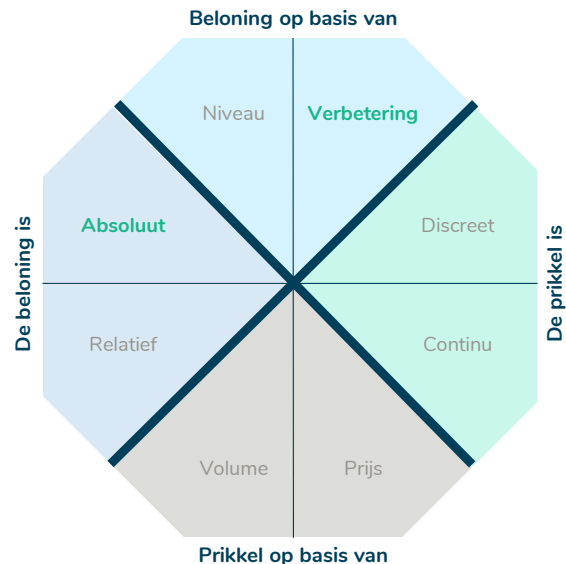 Beloning op basis van
Niveau
Verbetering
Absoluut
Discreet
De beloning is
De prikkel is
Relatief
Continu
Volume
Prijs
Prikkel op basis van